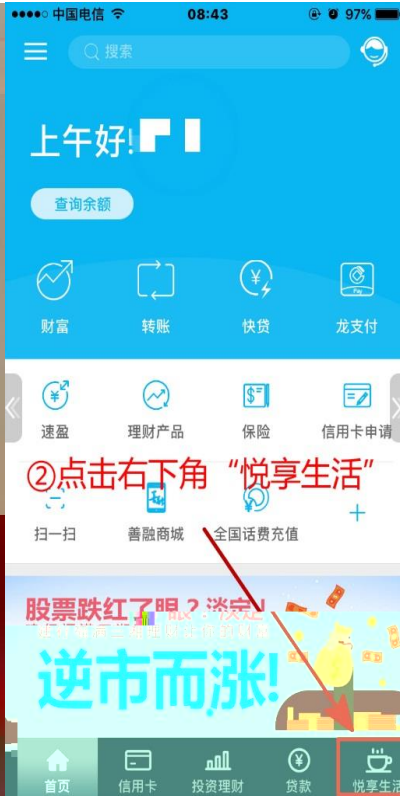 中国电信 08:43 97%
搜索
上午好!
查询余额
财富 转账 快贷 龙支付
Pay
速盈 理财产品 保险 信用卡申请
②点击右下角“悦享生活”
扫一扫 善融商城 全国话费充值
股票跌红了眼？淡定！
逆市而涨!
首页 信用卡 投资理财 贷款 悦享生活